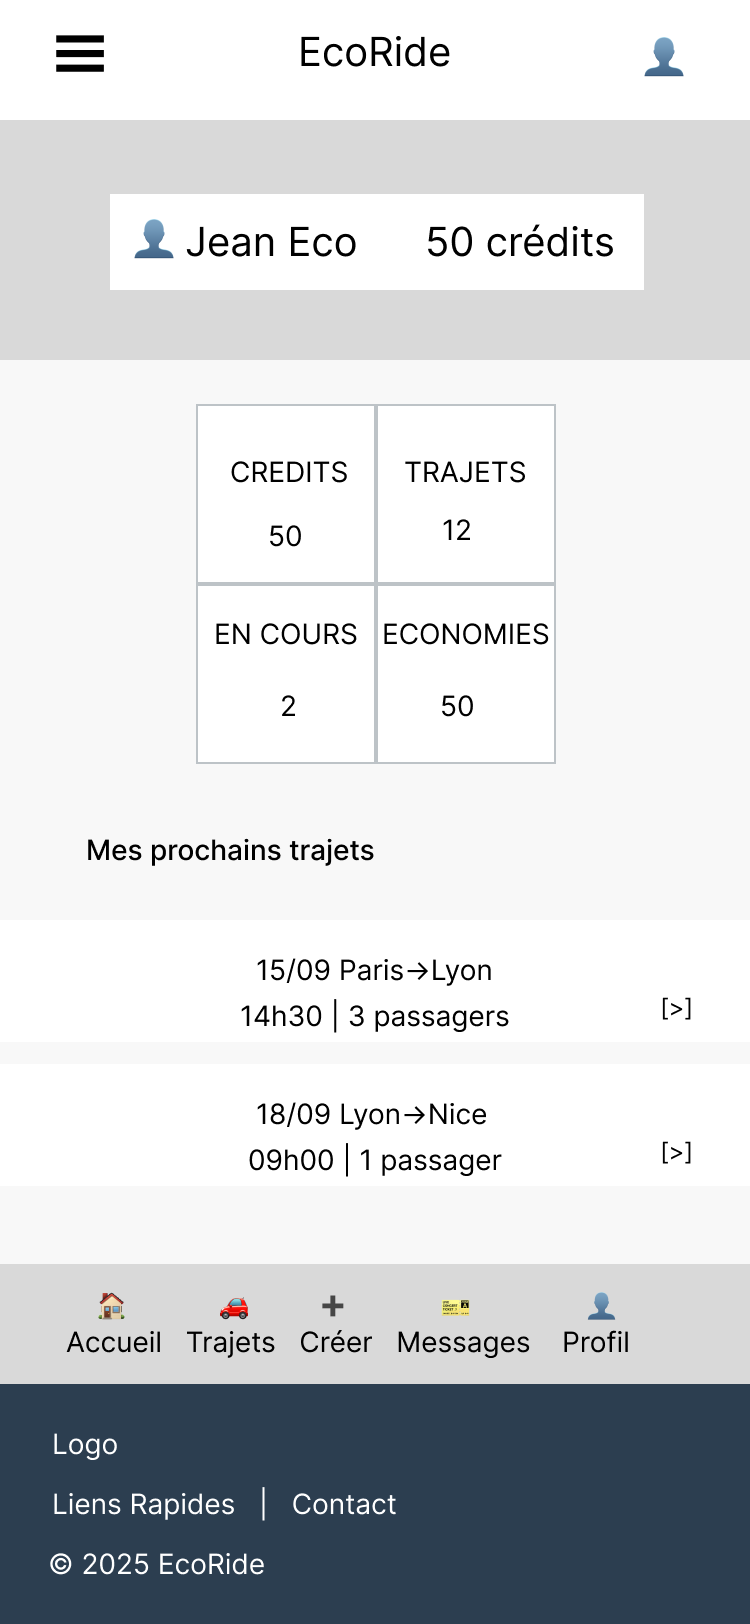 EcoRide
Jean Eco 50 crédits
CREDITS TRAJETS
50 12
EN COURS ECONOMIES
2 50
Mes prochains trajets
15/09 Paris→Lyon
14h30 | 3 passagers [>]
18/09 Lyon→Nice
09h00 | 1 passager [>]
Accueil Trajets Créer Messages Profil
Logo
Liens Rapides | Contact
© 2025 EcoRide